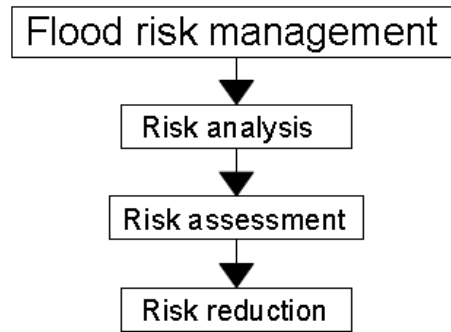 Flood risk management
Risk analysis
Risk assessment
Risk reduction